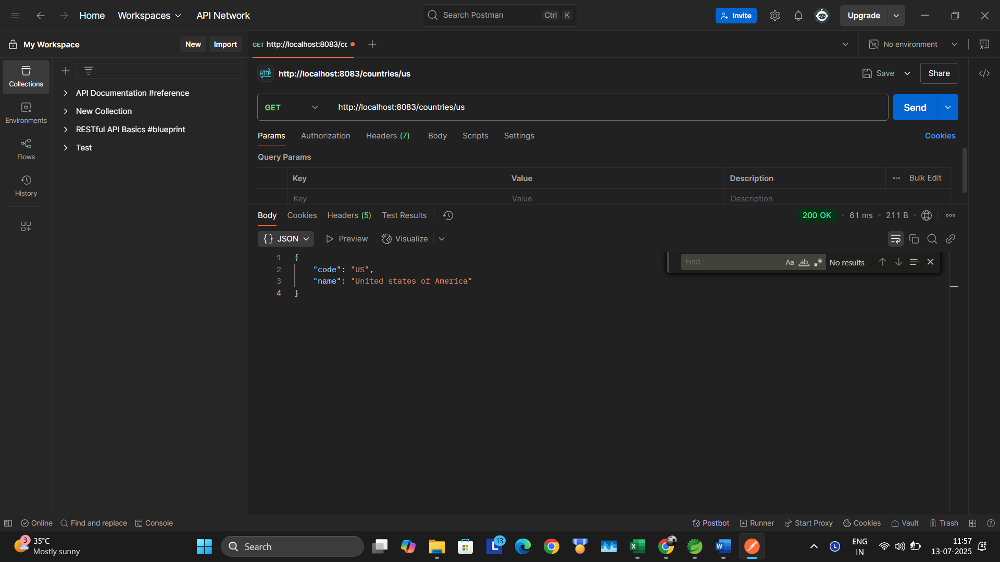 Home Workspaces API Network Search Postman Ctrl K Invite Upgrade
My Workspace New Import GET http://localhost:8083/cc No environment
http://localhost:8083/countries/us Save Share
Collections
API Documentation #reference
New Collection
RESTful API Basics #blueprint
Test
Environments
Flows
History
GET http://localhost:8083/countries/us Send
Params Authorization Headers (7) Body Scripts Settings Cookies
Query Params
Key Value Description Bulk Edit
Key Value Description
Body Cookies Headers (5) Test Results 200 OK 61 ms 211 B
{} JSON Preview Visualize
Find Aa ab .* No results
1 {
2 "code": "US",
3 "name": "United states of America"
4 }
Online Find and replace Console Postbot Runner Start Proxy Cookies Vault Trash
3 35°C
Mostly sunny
Search
L 13
X
W
L
ENG
IN
11:57
13-07-2025